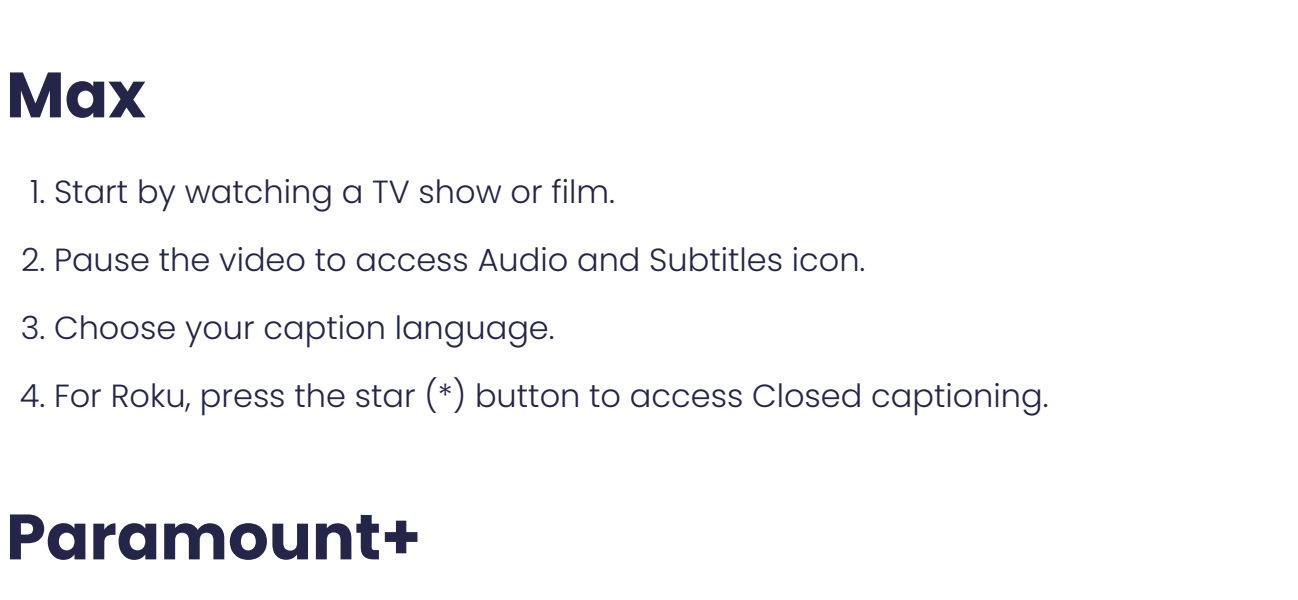 Max
1. Start by watching a TV show or film.
2. Pause the video to access Audio and Subtitles icon.
3. Choose your caption language.
4. For Roku, press the star (*) button to access Closed captioning.
Paramount+